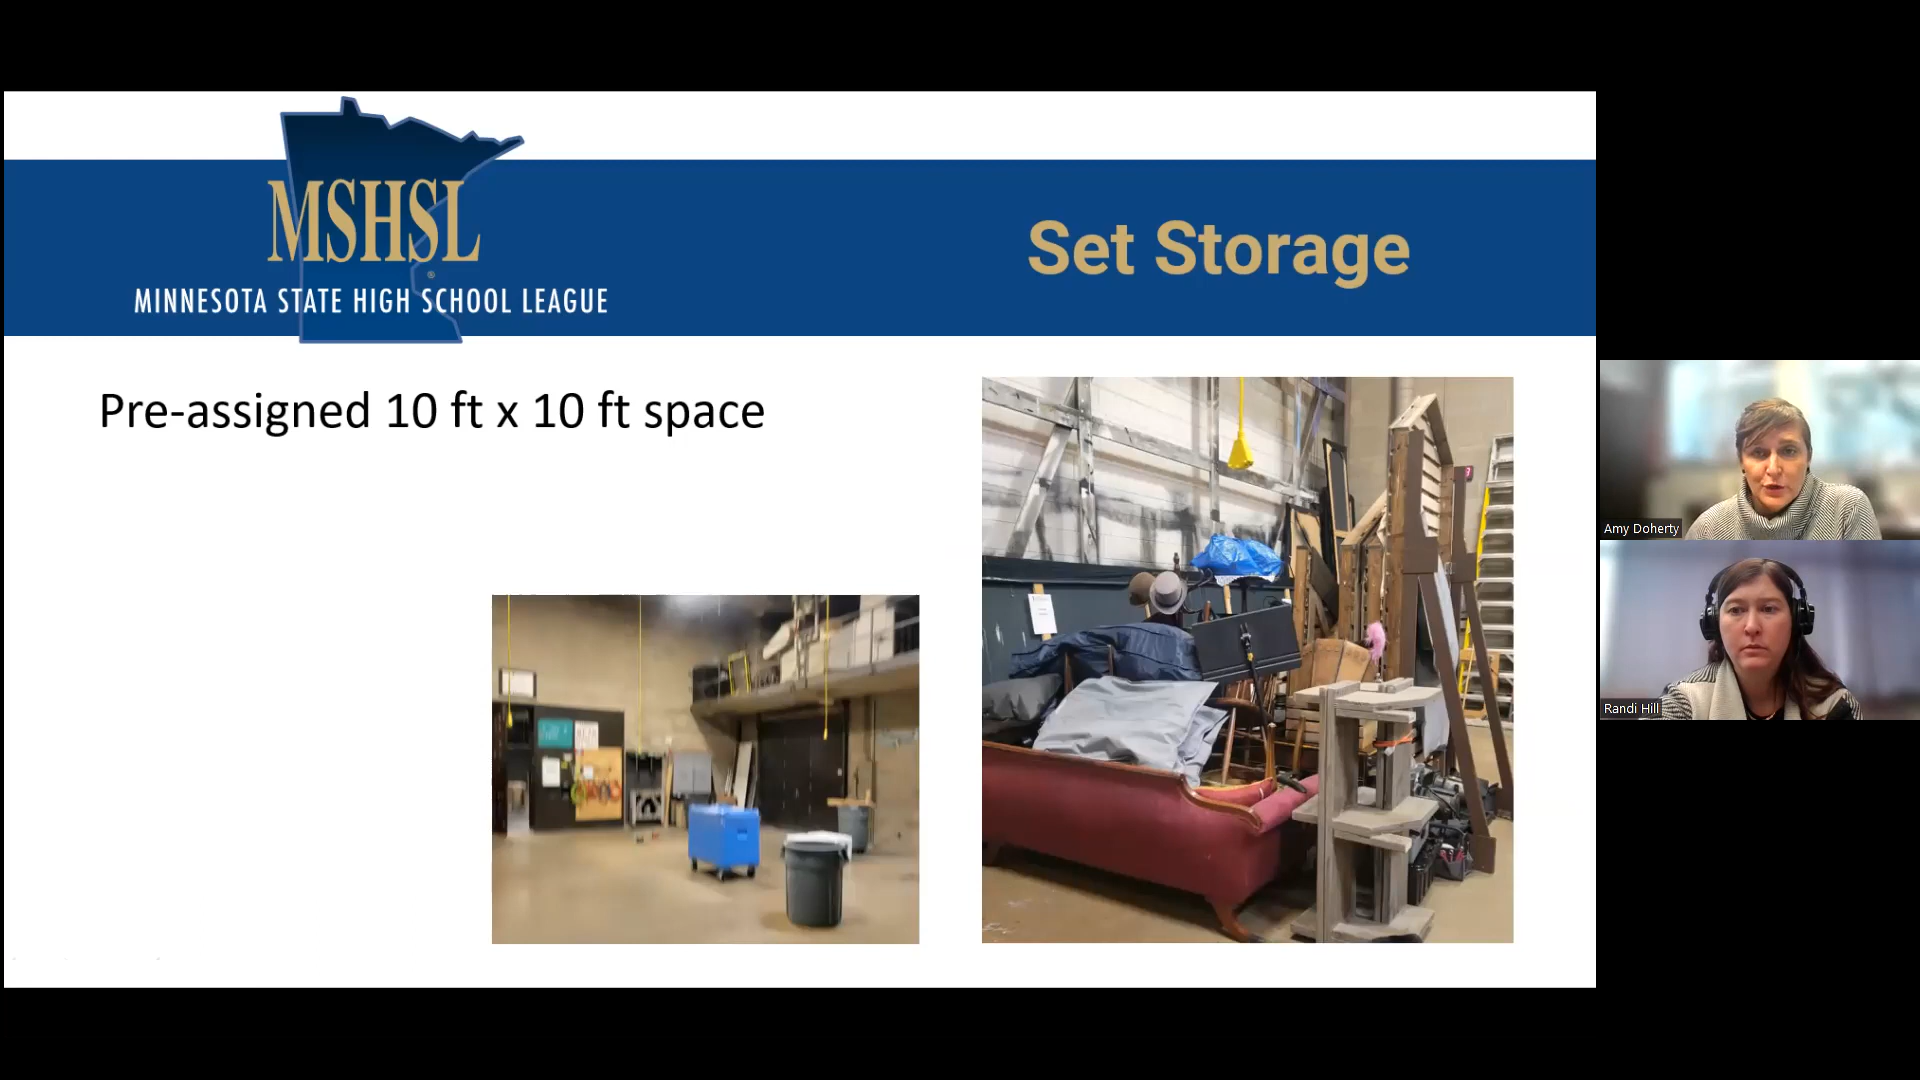 MSHSL
®
MINNESOTA STATE HIGH SCHOOL LEAGUE
Set Storage
Pre-assigned 10 ft x 10 ft space
Amy Doherty
Randi Hill